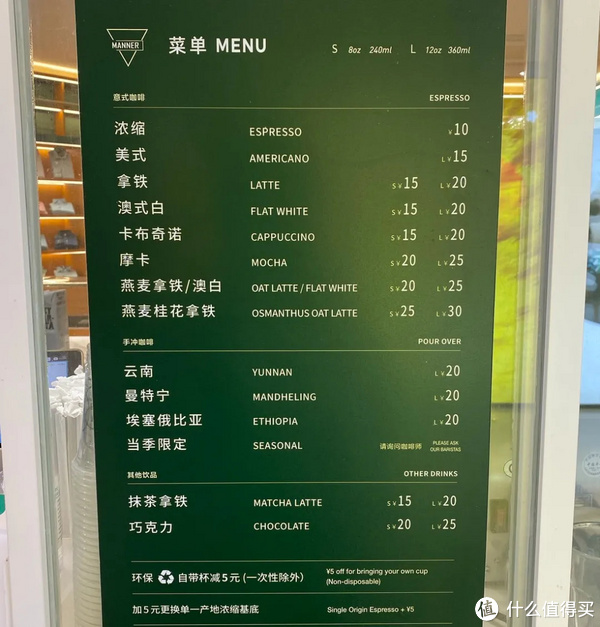 MANNER 菜单 MENU S 8oz 240ml L 12oz 360ml
意式咖啡 ESPRESSO
浓缩 ESPRESSO ¥10
美式 AMERICANO L¥15
拿铁 LATTE S¥15 L¥20
澳式白 FLAT WHITE S¥15 L¥20
卡布奇诺 CAPPUCCINO S¥15 L¥20
摩卡 MOCHA S¥20 L¥25
燕麦拿铁/澳白 OAT LATTE / FLAT WHITE S¥20 L¥25
燕麦桂花拿铁 OSMANTHUS OAT LATTE S¥25 L¥30
手冲咖啡 POUR OVER
云南 YUNNAN L¥20
曼特宁 MANDHELING L¥20
埃塞俄比亚 ETHIOPIA L¥20
当季限定 SEASONAL 请询问咖啡师 PLEASE ASK
OUR BARISTAS
其他饮品 OTHER DRINKS
抹茶拿铁 MATCHA LATTE S¥15 L¥20
巧克力 CHOCOLATE S¥20 L¥25
环保 自带杯减5元(一次性除外) ¥5 off for bringing your own cup
(Non-disposable)
加5元更换单一产地浓缩基底 Single Origin Espresso + ¥5
值 什么值得买